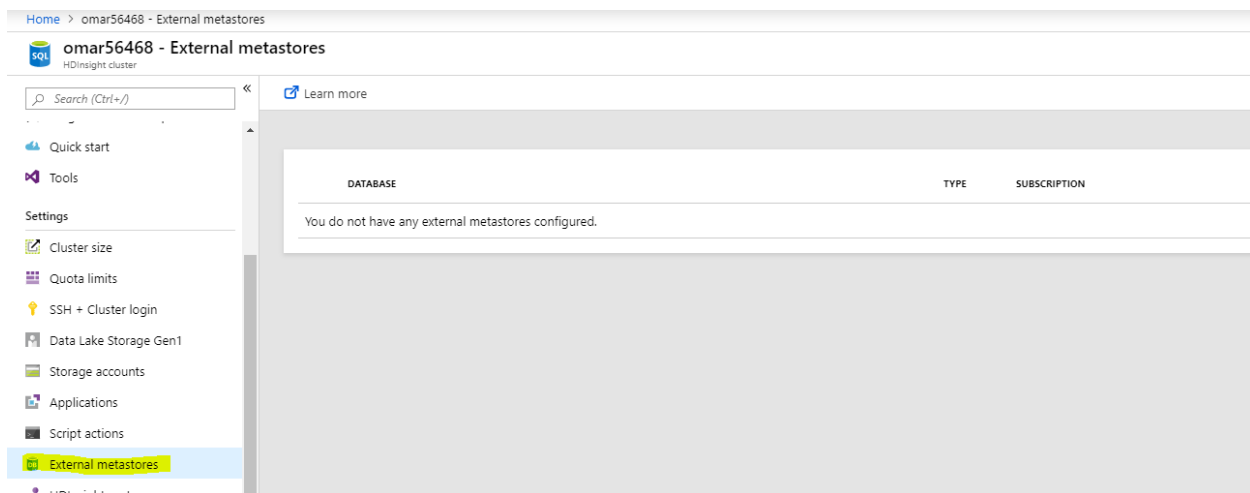 Home > omar56468 - External metastores
SQL
omar56468 - External metastores
HDInsight cluster
Search (Ctrl+/)
«
Learn more
Quick start
Tools
Settings
Cluster size
Quota limits
SSH + Cluster login
Data Lake Storage Gen1
Storage accounts
Applications
Script actions
DB
External metastores
DATABASE TYPE SUBSCRIPTION
You do not have any external metastores configured.